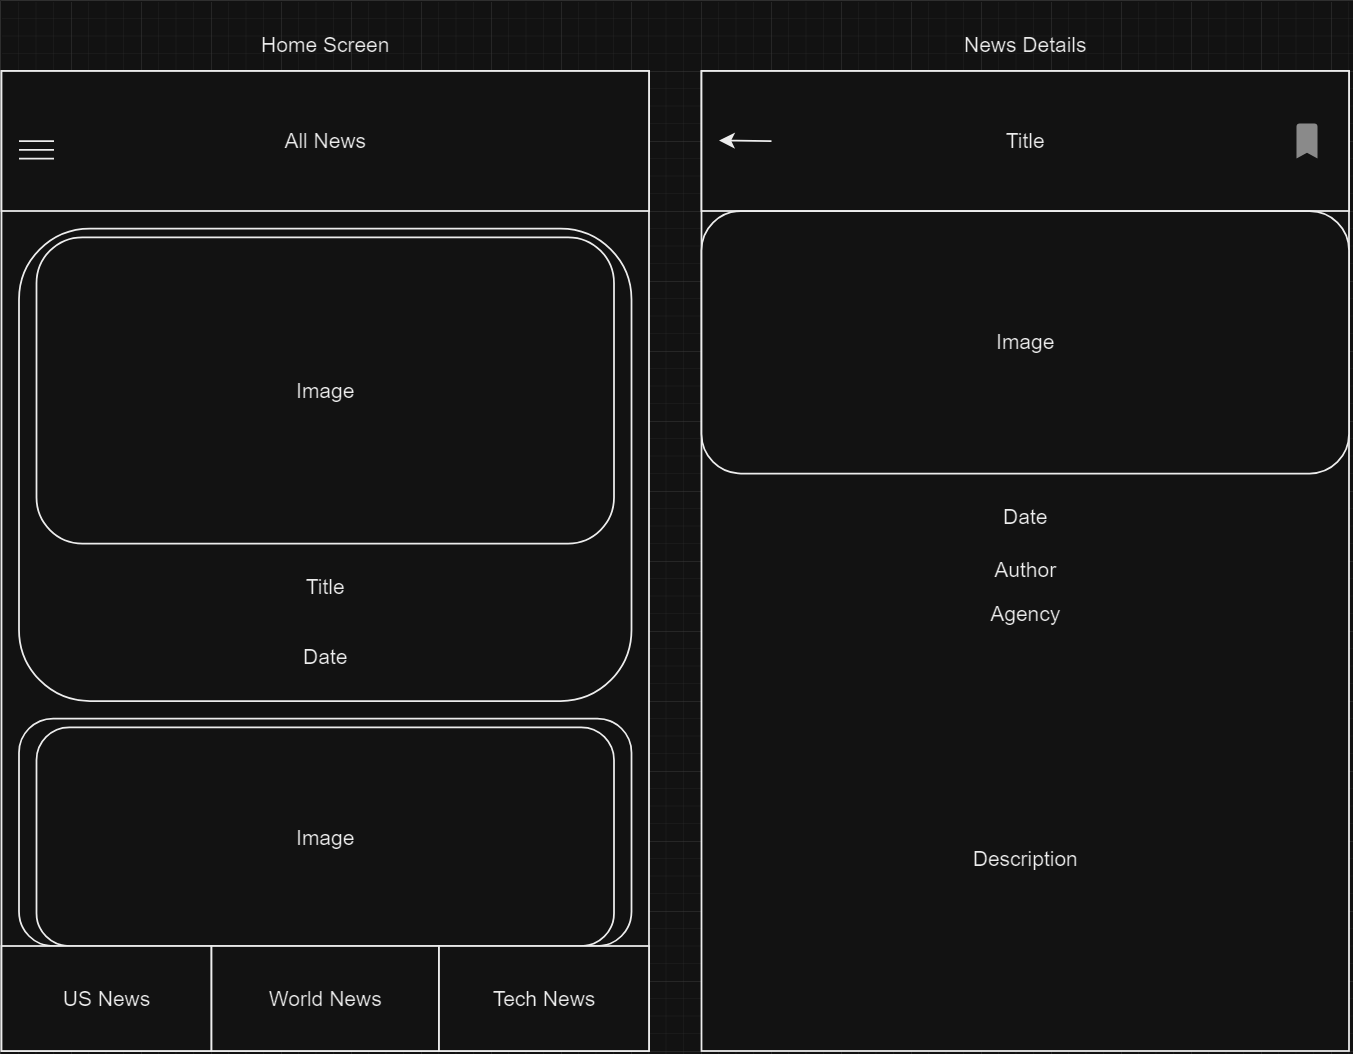 Home Screen
All News
Image
Title
Date
Image
US News
World News
Tech News
News Details
Title
Image
Date
Author
Agency
Description